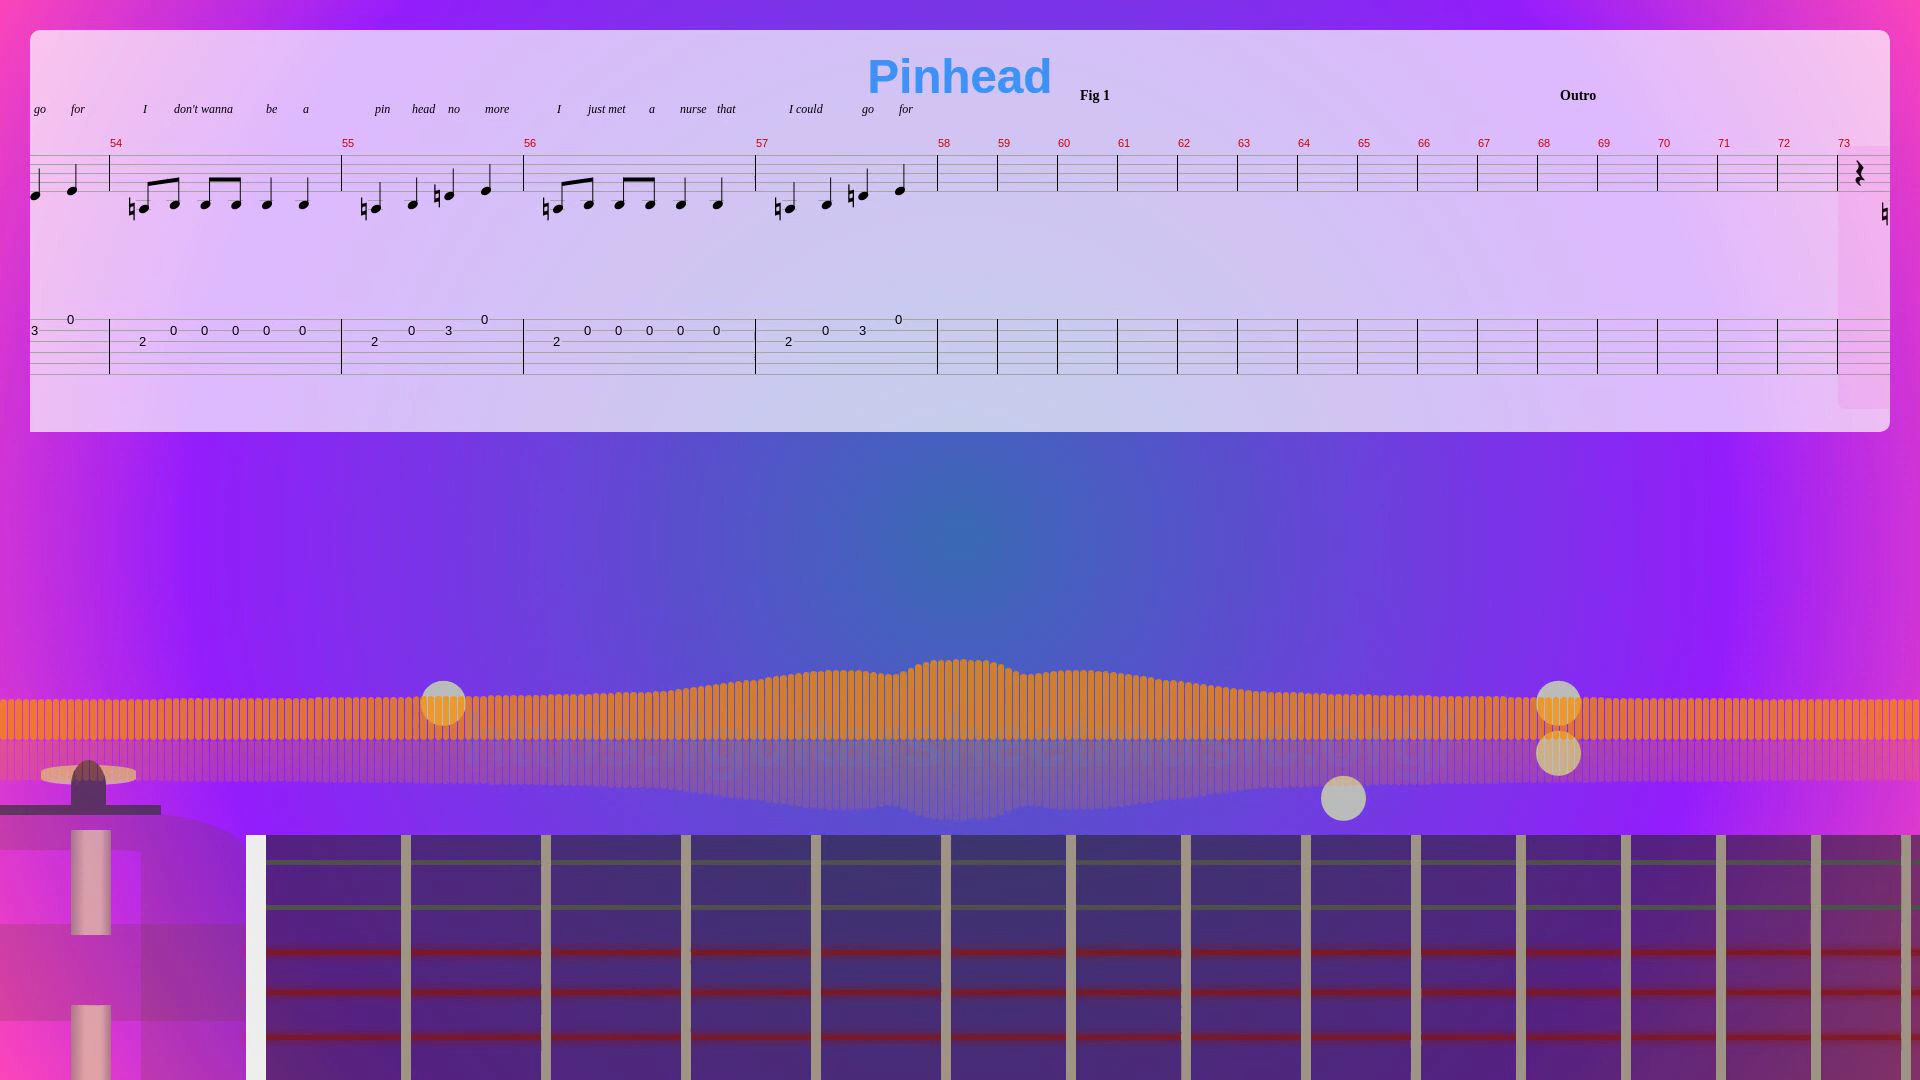 Pinhead
Fig 1 Outro
go for I don't wanna be a pin head no more I just met a nurse that I could go for
54 55 56 57 58 59 60 61 62 63 64 65 66 67 68 69 70 71 72 73
0 0 0
3 0 0 0 0 0 0 3 0 0 0 0 0 0 3
2 2 2 2